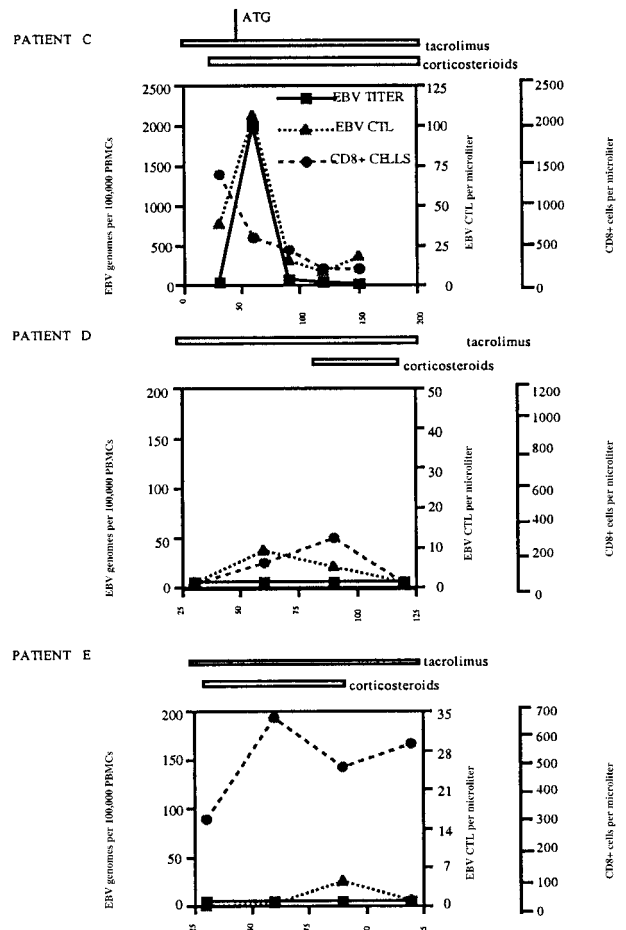 ATG
PATIENT C
tacrolimus
corticosterioids
EBV TITER
EBV CTL
CD8+ CELLS
EBV genomes per 100,000 PBMCs
2500
2000
1500
1000
500
0
125
100
75
50
25
0
EBV CTL per microliter
2500
2000
1500
1000
500
0
CD8+ cells per microliter
0 50 100 150 200
PATIENT D
tacrolimus
corticosteroids
EBV genomes per 100,000 PBMCs
200
150
100
50
0
50
40
30
20
10
0
EBV CTL per microliter
1200
1000
800
600
400
200
0
CD8+ cells per microliter
25 50 75 100 125
PATIENT E
tacrolimus
corticosteroids
EBV genomes per 100,000 PBMCs
200
150
100
50
0
35
28
21
14
7
0
EBV CTL per microliter
700
600
500
400
300
200
100
0
CD8+ cells per microliter